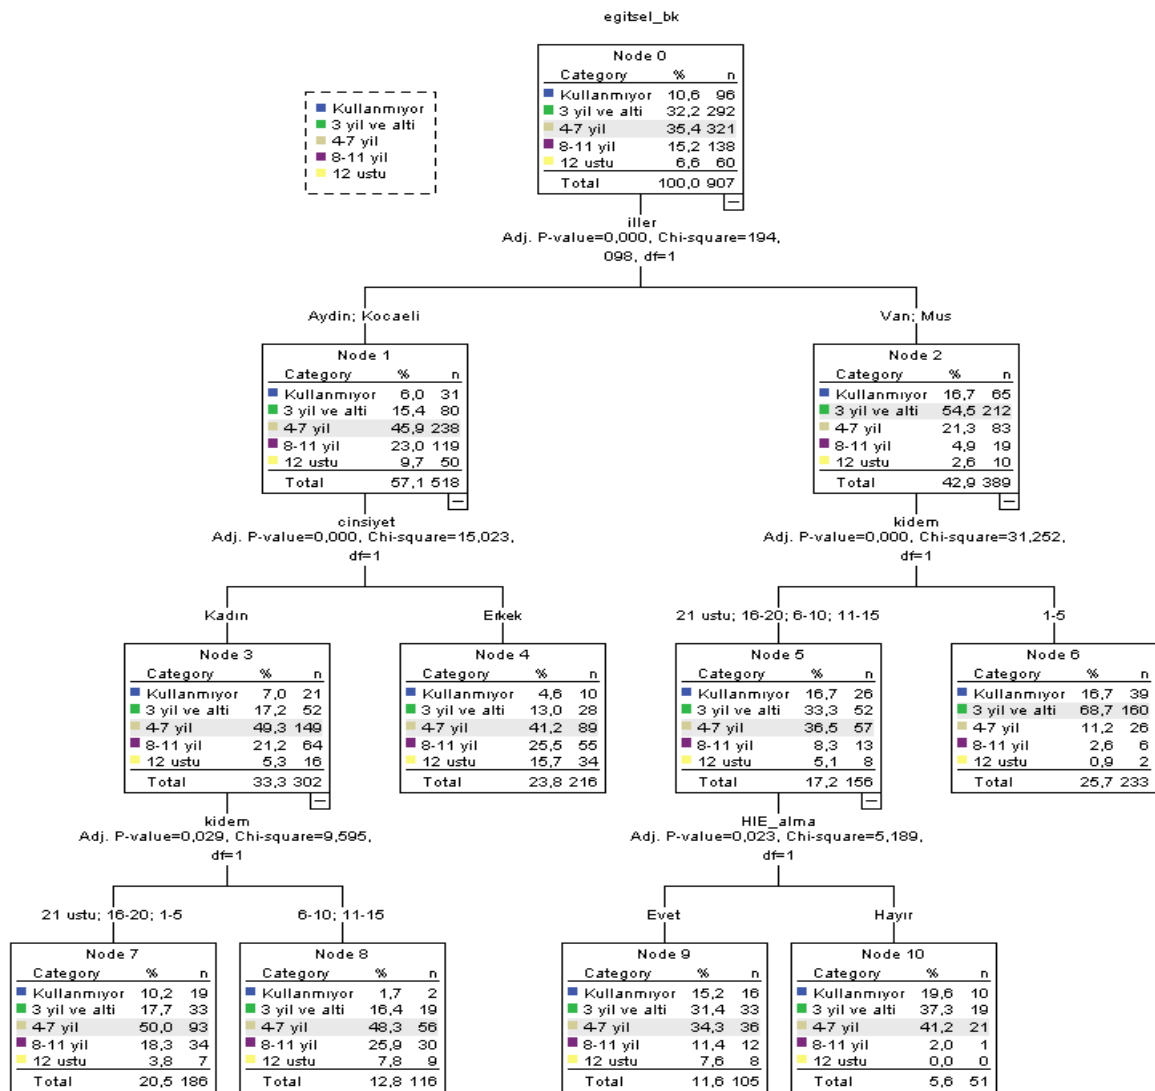 egitsel_bk
Kullanmıyor
3 yil ve alti
4-7 yil
8-11 yil
12 ustu
Node 0
Category % n
Kullanmıyor 10,6 96
3 yil ve alti 32,2 292
4-7 yil 35,4 321
8-11 yil 15,2 138
12 ustu 6,6 60
Total 100,0 907
iller
Adj. P-value=0,000, Chi-square=194,
098, df=1
Aydin; Kocaeli
Van; Mus
Node 1
Category % n
Kullanmıyor 6,0 31
3 yil ve alti 15,4 80
4-7 yil 45,9 238
8-11 yil 23,0 119
12 ustu 9,7 50
Total 57,1 518
Node 2
Category % n
Kullanmıyor 16,7 65
3 yil ve alti 54,5 212
4-7 yil 21,3 83
8-11 yil 4,9 19
12 ustu 2,6 10
Total 42,9 389
cinsiyet
Adj. P-value=0,000, Chi-square=15,023,
df=1
kidem
Adj. P-value=0,000, Chi-square=31,252,
df=1
Kadın
Erkek
21 ustu; 16-20; 6-10; 11-15
1-5
Node 3
Category % n
Kullanmıyor 7,0 21
3 yil ve alti 17,2 52
4-7 yil 49,3 149
8-11 yil 21,2 64
12 ustu 5,3 16
Total 33,3 302
Node 4
Category % n
Kullanmıyor 4,6 10
3 yil ve alti 13,0 28
4-7 yil 41,2 89
8-11 yil 25,5 55
12 ustu 15,7 34
Total 23,8 216
Node 5
Category % n
Kullanmıyor 16,7 26
3 yil ve alti 33,3 52
4-7 yil 36,5 57
8-11 yil 8,3 13
12 ustu 5,1 8
Total 17,2 156
Node 6
Category % n
Kullanmıyor 16,7 39
3 yil ve alti 68,7 160
4-7 yil 11,2 26
8-11 yil 2,6 6
12 ustu 0,9 2
Total 25,7 233
kidem
Adj. P-value=0,029, Chi-square=9,595,
df=1
HIE_alma
Adj. P-value=0,023, Chi-square=5,189,
df=1
21 ustu; 16-20; 1-5
6-10; 11-15
Evet
Hayır
Node 7
Category % n
Kullanmıyor 10,2 19
3 yil ve alti 17,7 33
4-7 yil 50,0 93
8-11 yil 18,3 34
12 ustu 3,8 7
Total 20,5 186
Node 8
Category % n
Kullanmıyor 1,7 2
3 yil ve alti 16,4 19
4-7 yil 48,3 56
8-11 yil 25,9 30
12 ustu 7,8 9
Total 12,8 116
Node 9
Category % n
Kullanmıyor 15,2 16
3 yil ve alti 31,4 33
4-7 yil 34,3 36
8-11 yil 11,4 12
12 ustu 7,6 8
Total 11,6 105
Node 10
Category % n
Kullanmıyor 19,6 10
3 yil ve alti 37,3 19
4-7 yil 41,2 21
8-11 yil 2,0 1
12 ustu 0,0 0
Total 5,6 51